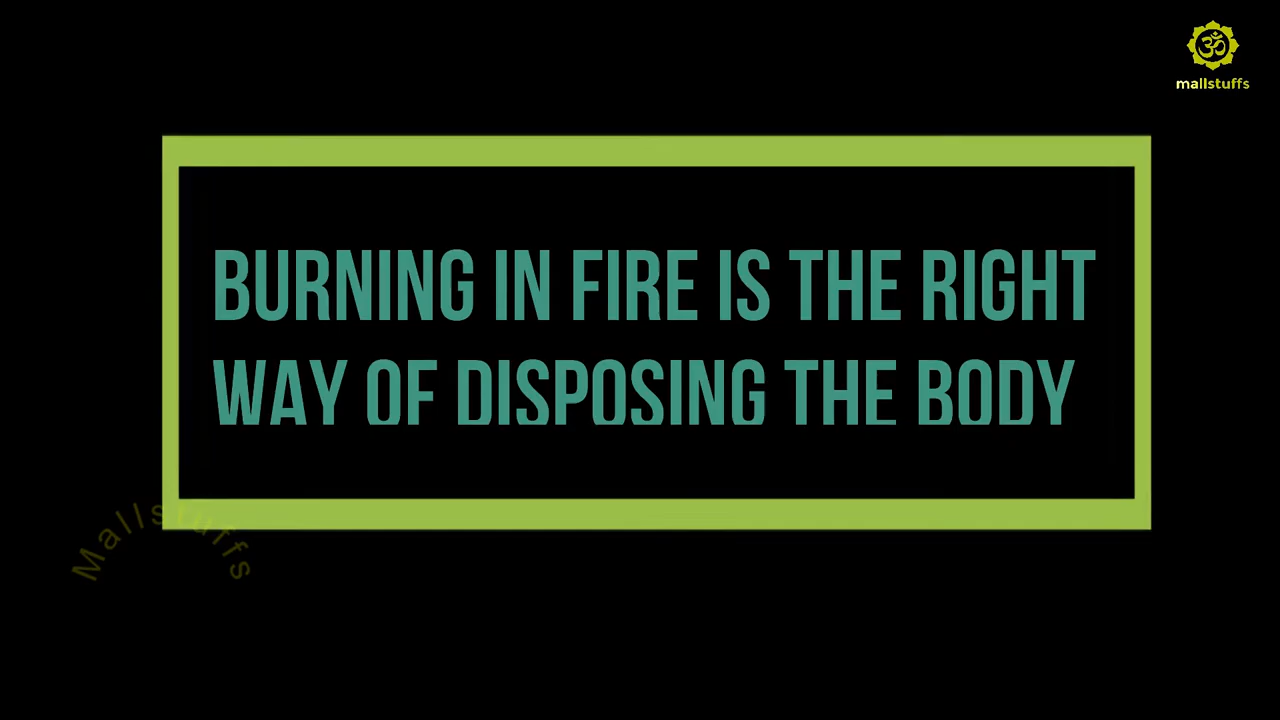 ॐ
mallstuffs
BURNING IN FIRE IS THE RIGHT
WAY OF DISPOSING THE BODY
Mallstuffs